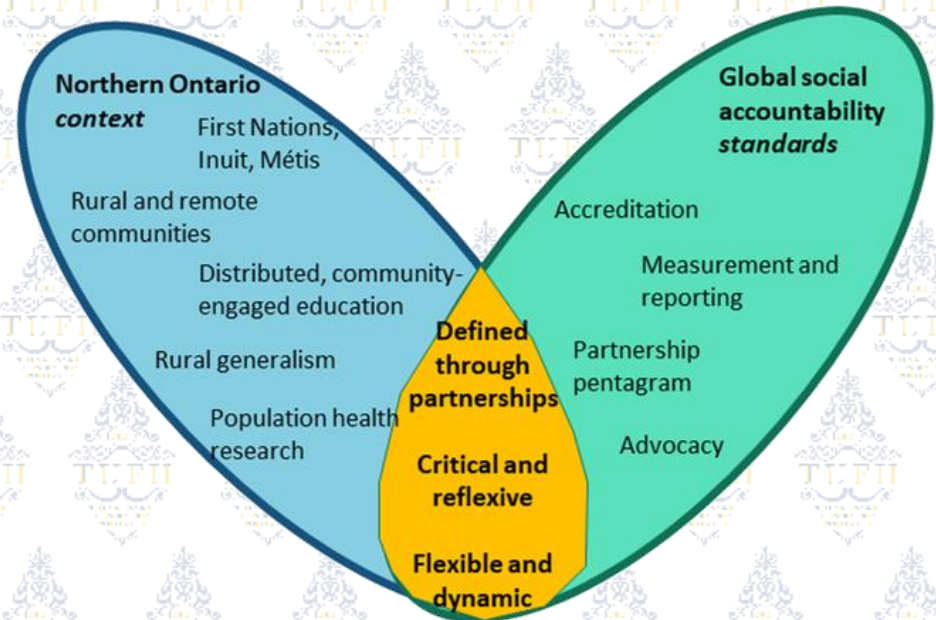 Northern Ontario
context
First Nations,
Inuit, Métis
Rural and remote
communities
Distributed, community-
engaged education
Rural generalism
Population health
research
Defined
through
partnerships
Critical and
reflexive
Flexible and
dynamic
Global social
accountability
standards
Accreditation
Measurement and
reporting
Partnership
pentagram
Advocacy